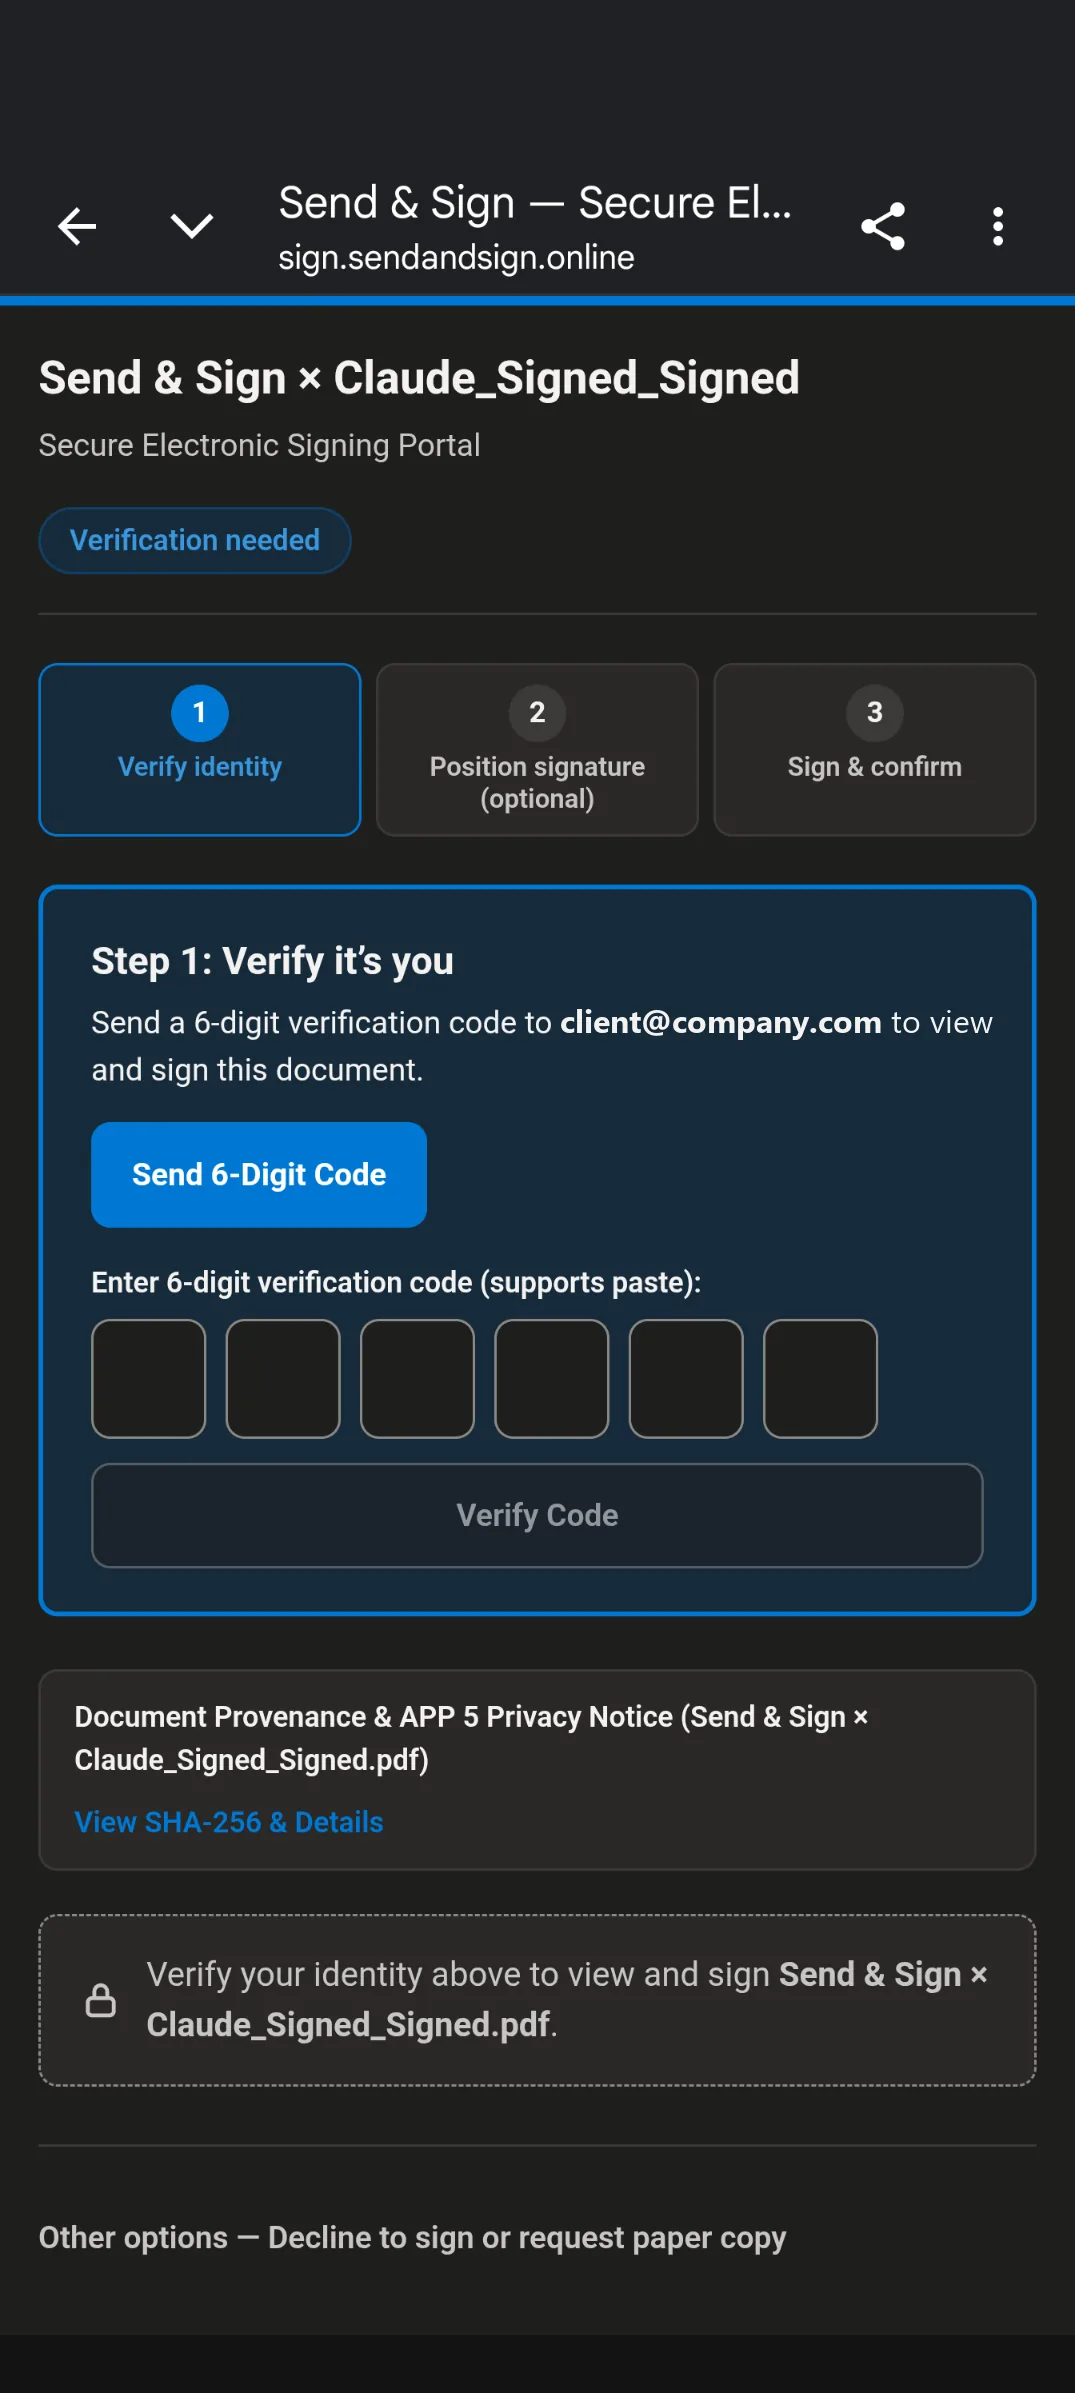 Send & Sign — Secure El...
sign.sendandsign.online
Send & Sign × Claude_Signed_Signed
Secure Electronic Signing Portal
Verification needed
1
Verify identity
2
Position signature
(optional)
3
Sign & confirm
Step 1: Verify it’s you
Send a 6-digit verification code to client@company.com to view
and sign this document.
Send 6-Digit Code
Enter 6-digit verification code (supports paste):
Verify Code
Document Provenance & APP 5 Privacy Notice (Send & Sign ×
Claude_Signed_Signed.pdf)
View SHA-256 & Details
Verify your identity above to view and sign Send & Sign ×
Claude_Signed_Signed.pdf.
Other options — Decline to sign or request paper copy